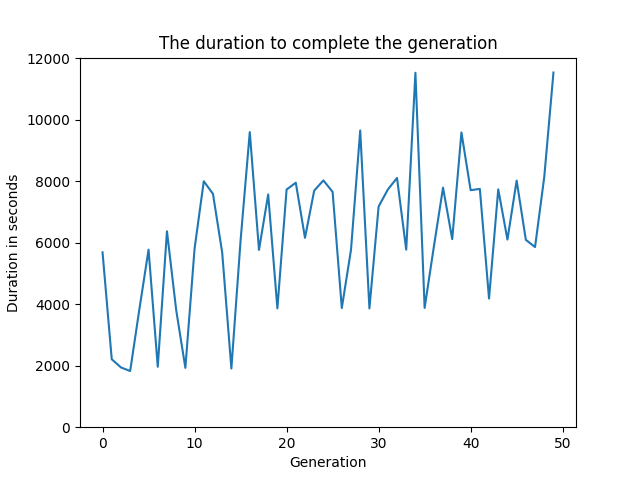 The duration to complete the generation
12000
10000
8000
6000
4000
2000
0
Duration in seconds
0 10 20 30 40 50
Generation